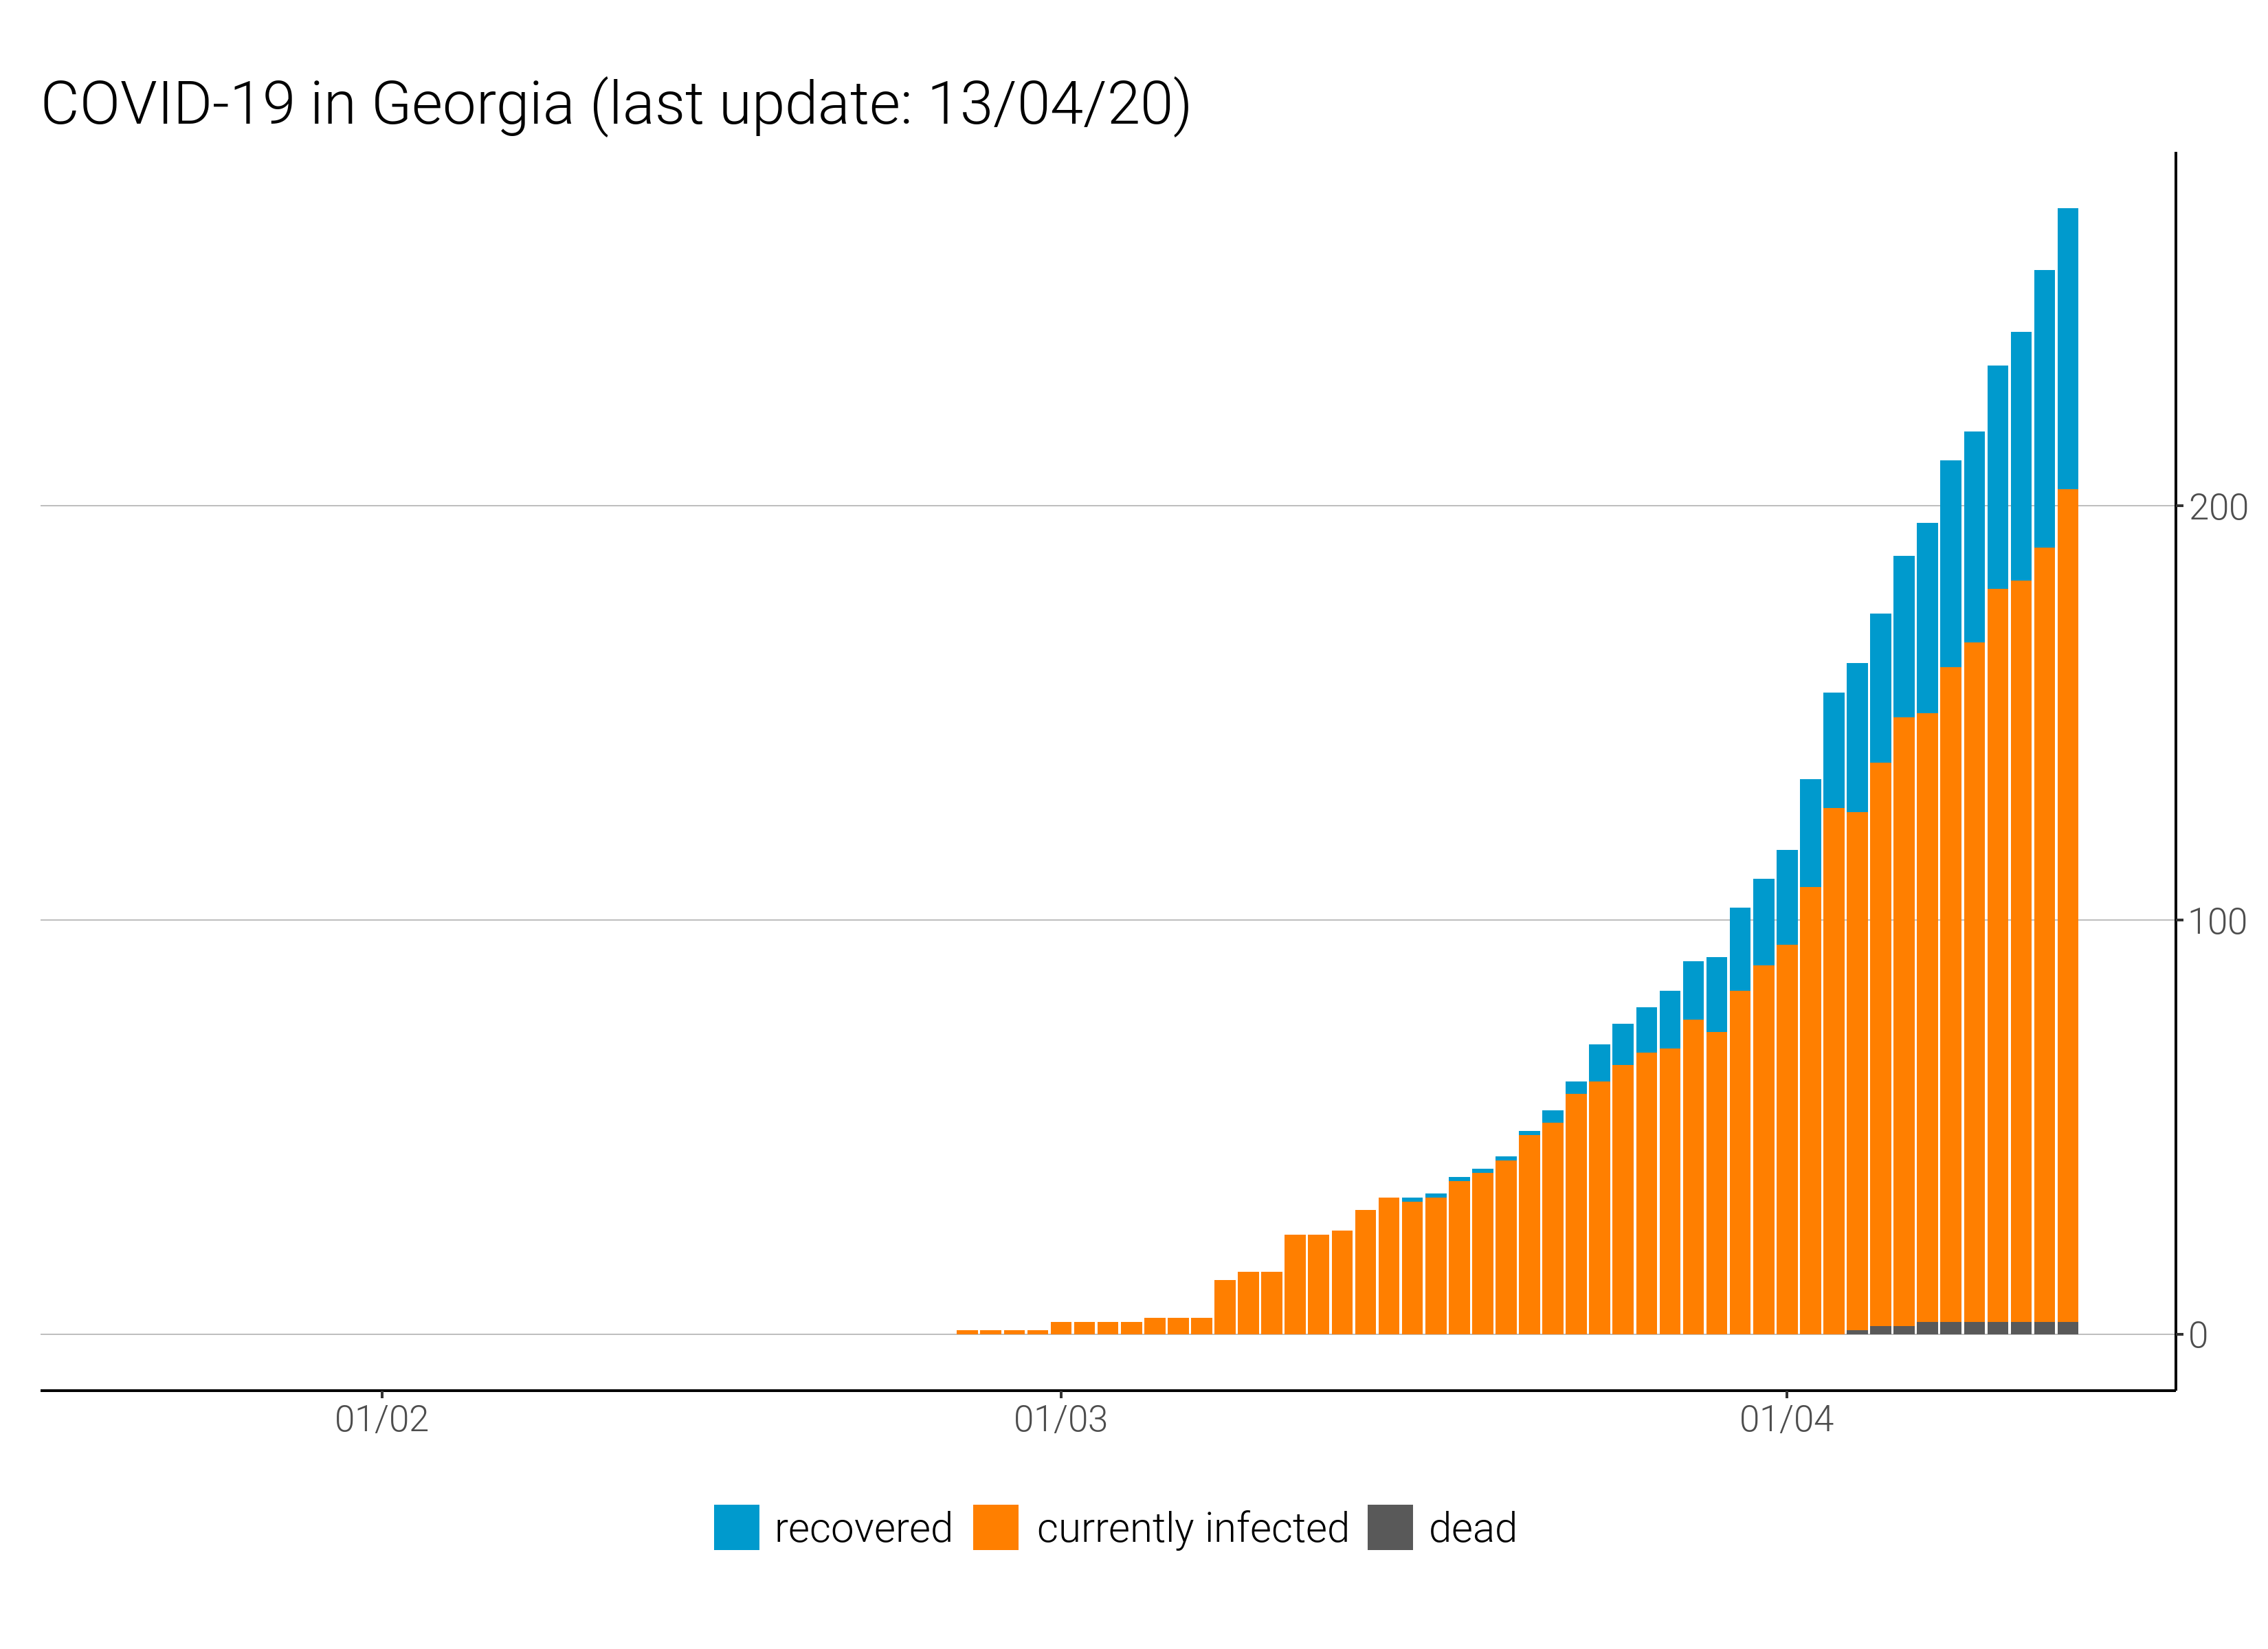 COVID-19 in Georgia (last update: 13/04/20)
200
100
0
01/02 01/03 01/04
recovered currently infected dead